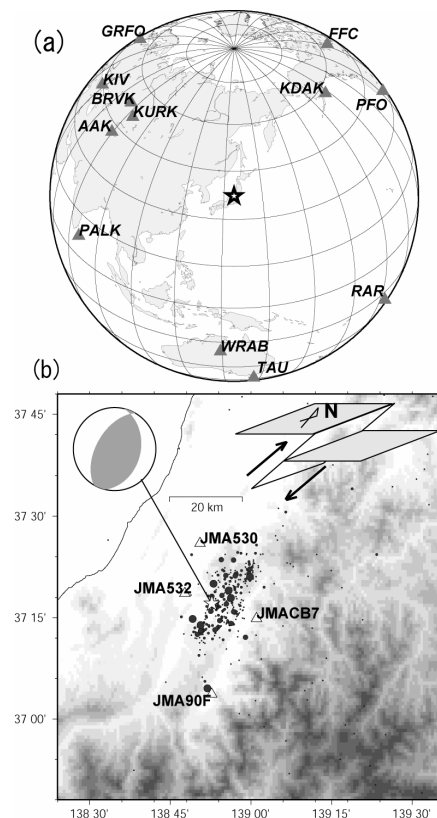 (a)
GRFO
FFC
KIV
BRVK
KURK
AAK
KDAK
PFO
PALK
RAR
WRAB
TAU
(b)
37 45'
N
20 km
37 30'
JMA530
JMA532
37 15'
JMACB7
JMA90F
37 00'
138 30' 138 45' 139 00' 139 15' 139 30'